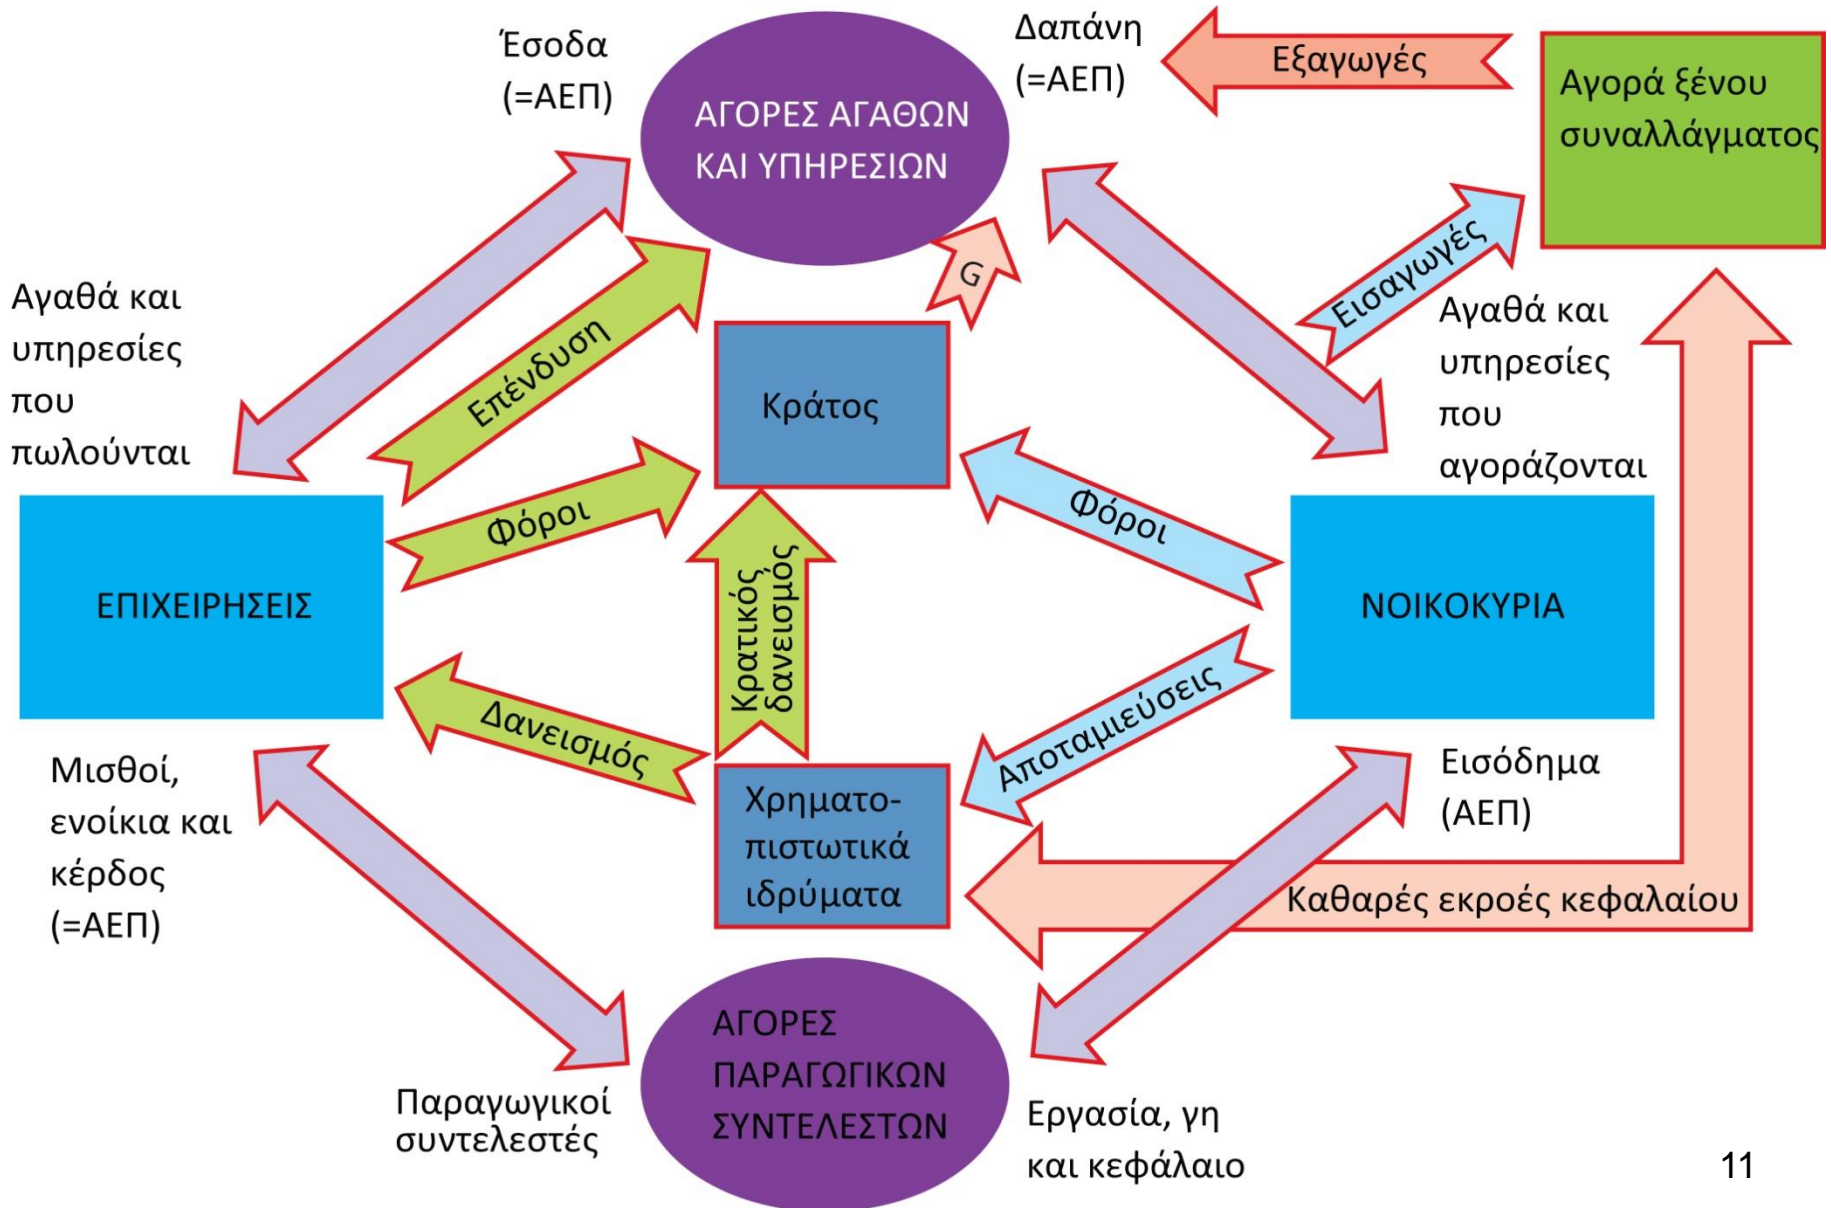 Έσοδα
(=ΑΕΠ)
ΑΓΟΡΕΣ ΑΓΑΘΩΝ
ΚΑΙ ΥΠΗΡΕΣΙΩΝ
Δαπάνη
(=ΑΕΠ)
Εξαγωγές
Αγορά ξένου
συναλλάγματος
Αγαθά και
υπηρεσίες
που
πωλούνται
Επένδυση
G
Εισαγωγές
Αγαθά και
υπηρεσίες
που
αγοράζονται
Κράτος
Φόροι
Φόροι
ΕΠΙΧΕΙΡΗΣΕΙΣ
Κρατικός
δανεισμός
ΝΟΙΚΟΚΥΡΙΑ
Δανεισμός
Αποταμιεύσεις
Μισθοί,
ενοίκια και
κέρδος
(=ΑΕΠ)
Χρηματο-
πιστωτικά
ιδρύματα
Εισόδημα
(ΑΕΠ)
Καθαρές εκροές κεφαλαίου
ΑΓΟΡΕΣ
ΠΑΡΑΓΩΓΙΚΩΝ
ΣΥΝΤΕΛΕΣΤΩΝ
Παραγωγικοί
συντελεστές
Εργασία, γη
και κεφάλαιο
11